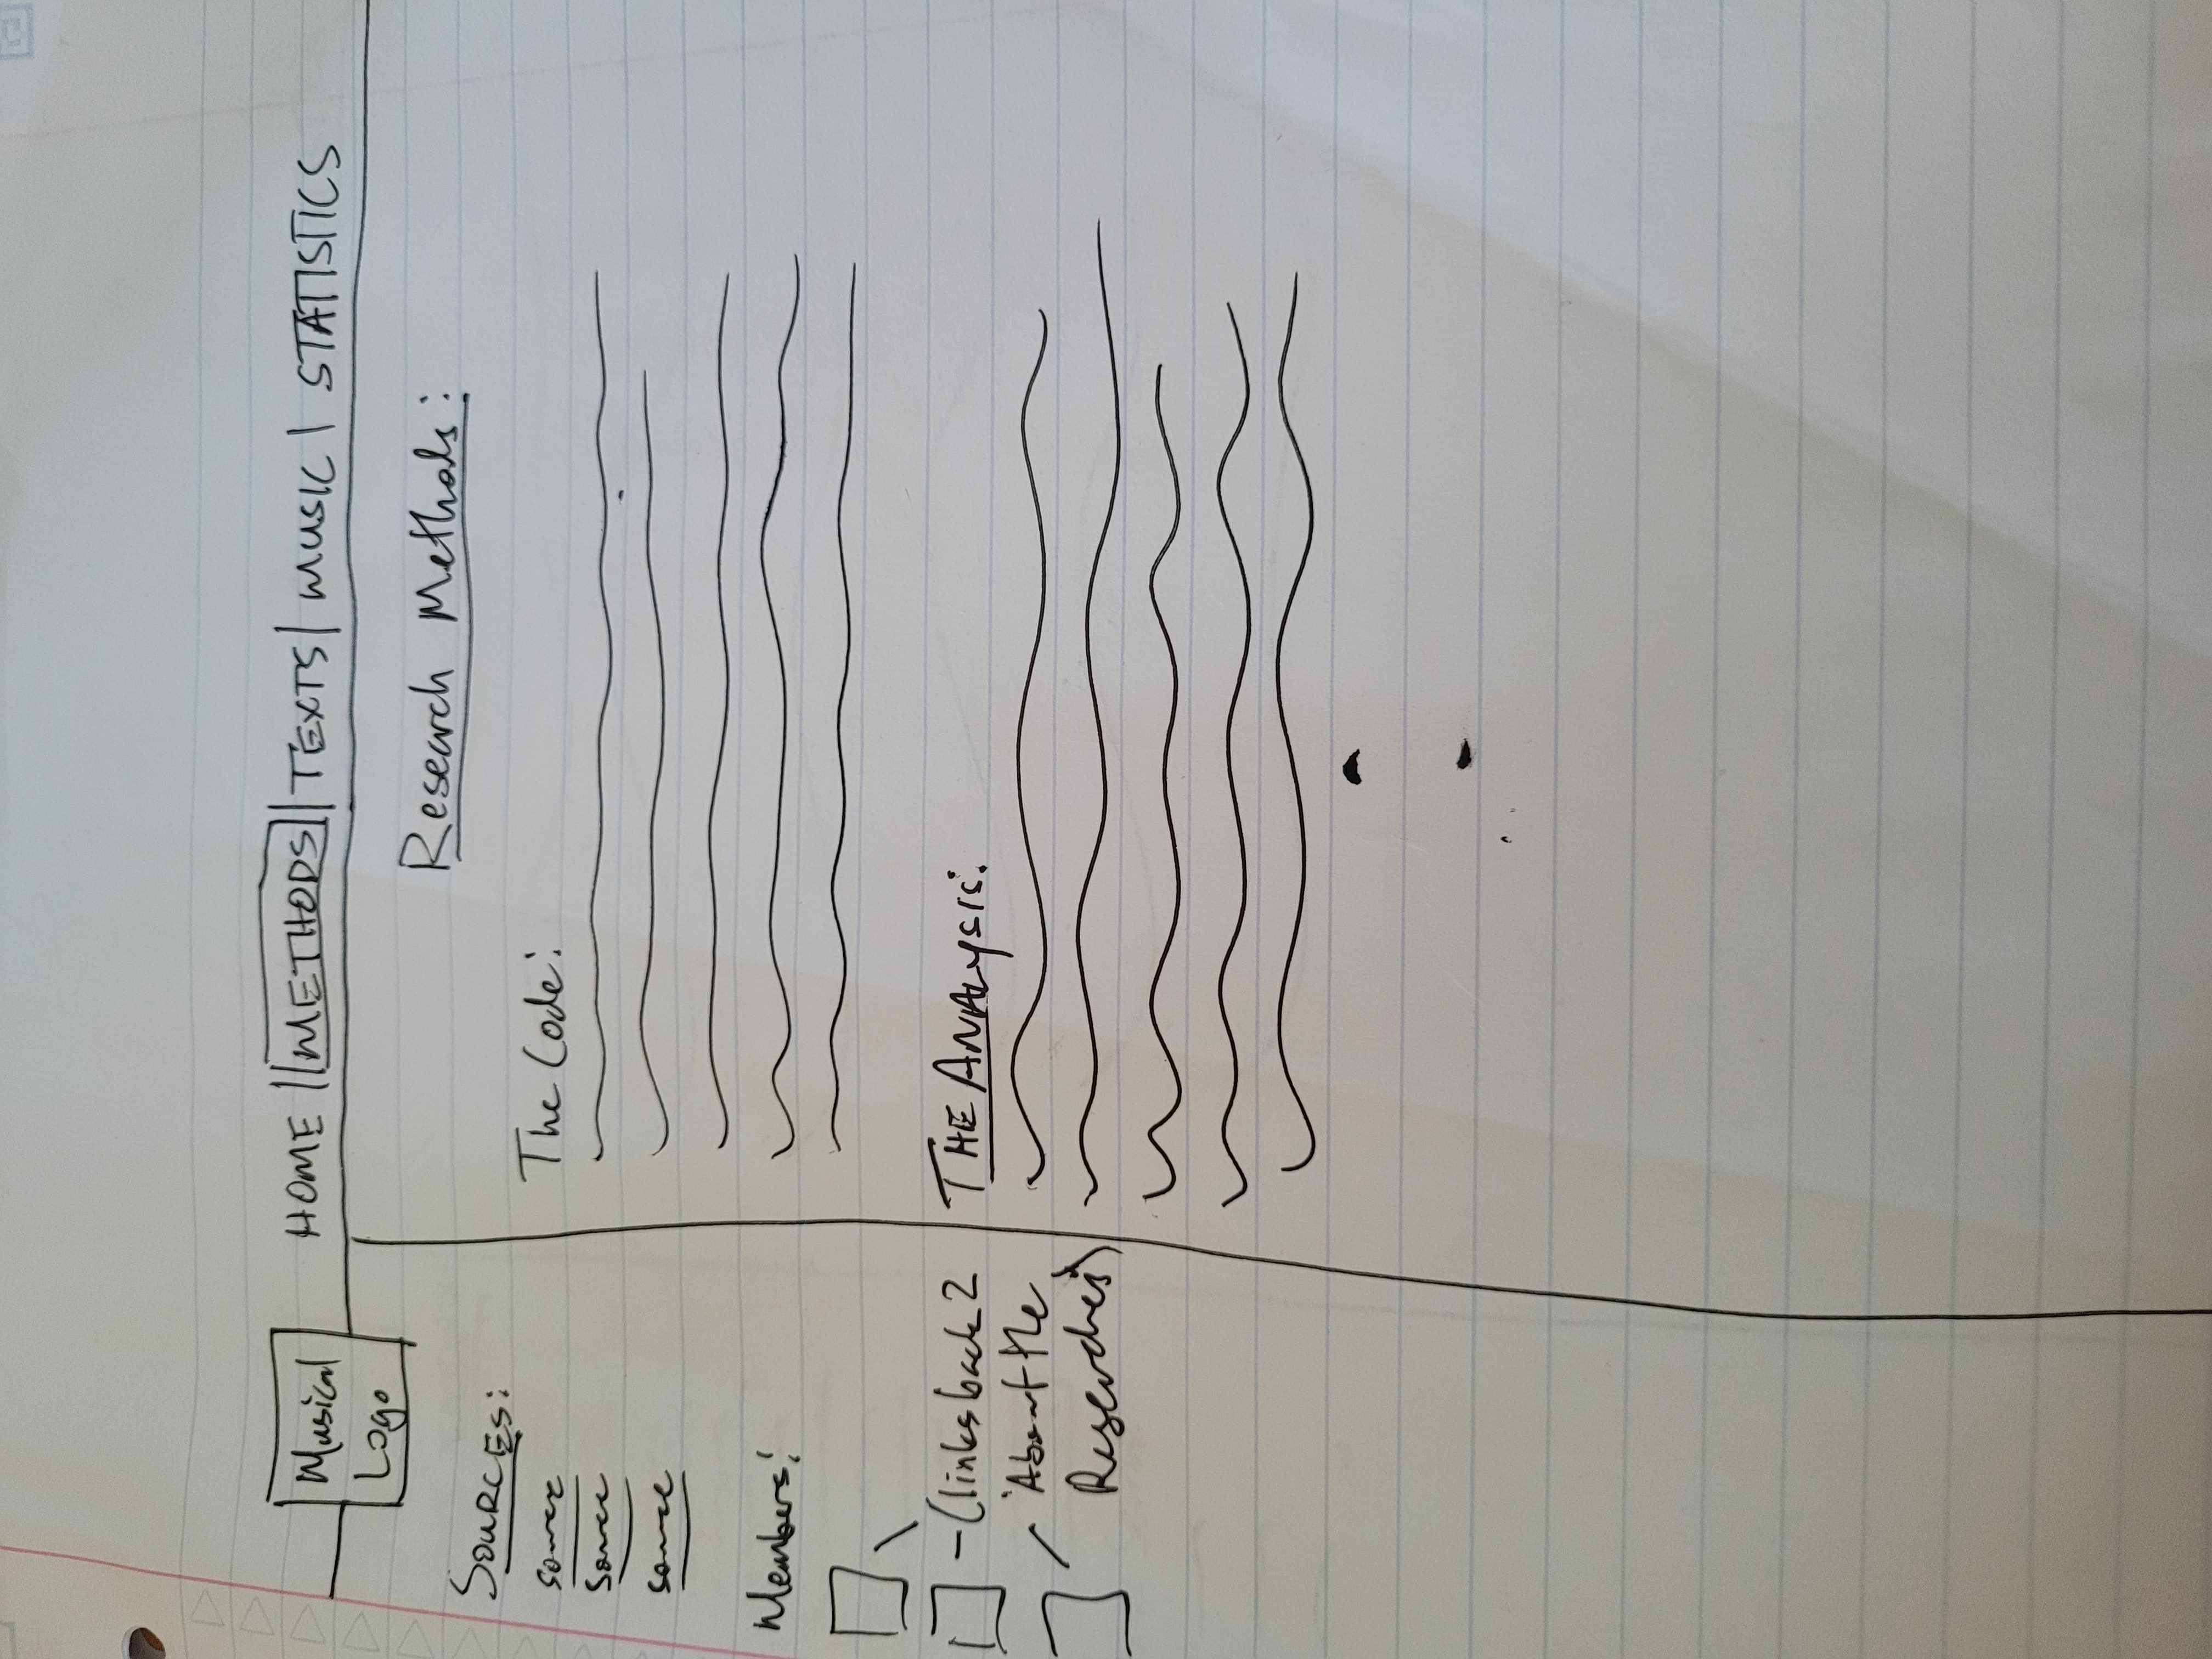 Musical
Logo
HOME || METHODS || TEXTS | MUSIC | STATISTICS
SOURCES:
source
source
source
Members:
- (links back 2
'About the
Researches')
Research Methods:
The Code:
THE ANALYSIS: